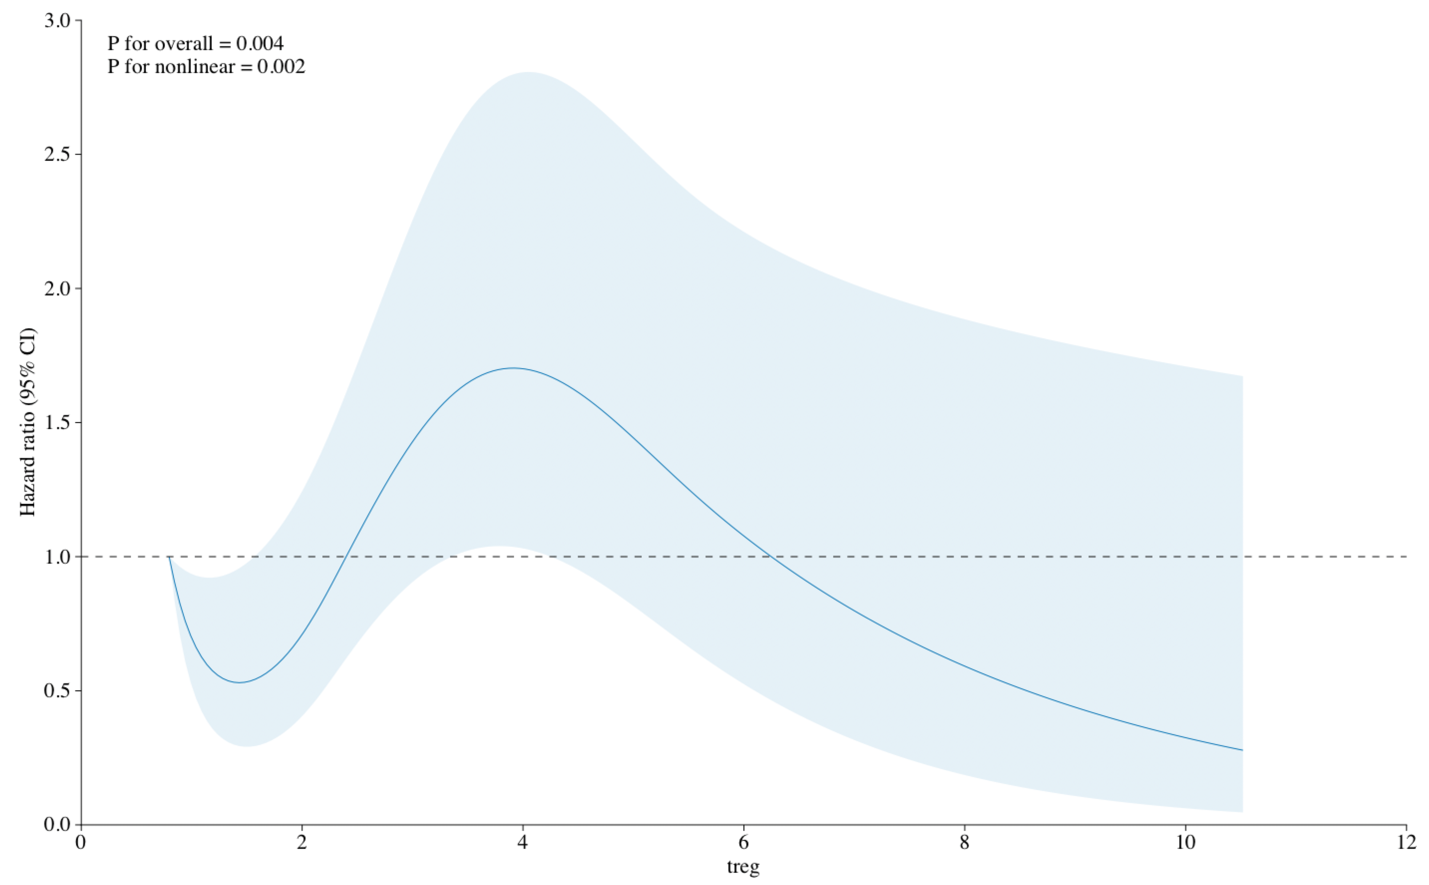 P for overall = 0.004
P for nonlinear = 0.002
Hazard ratio (95% CI)
3.0
2.5
2.0
1.5
1.0
0.5
0.0
0 2 4 6 8 10 12
treg